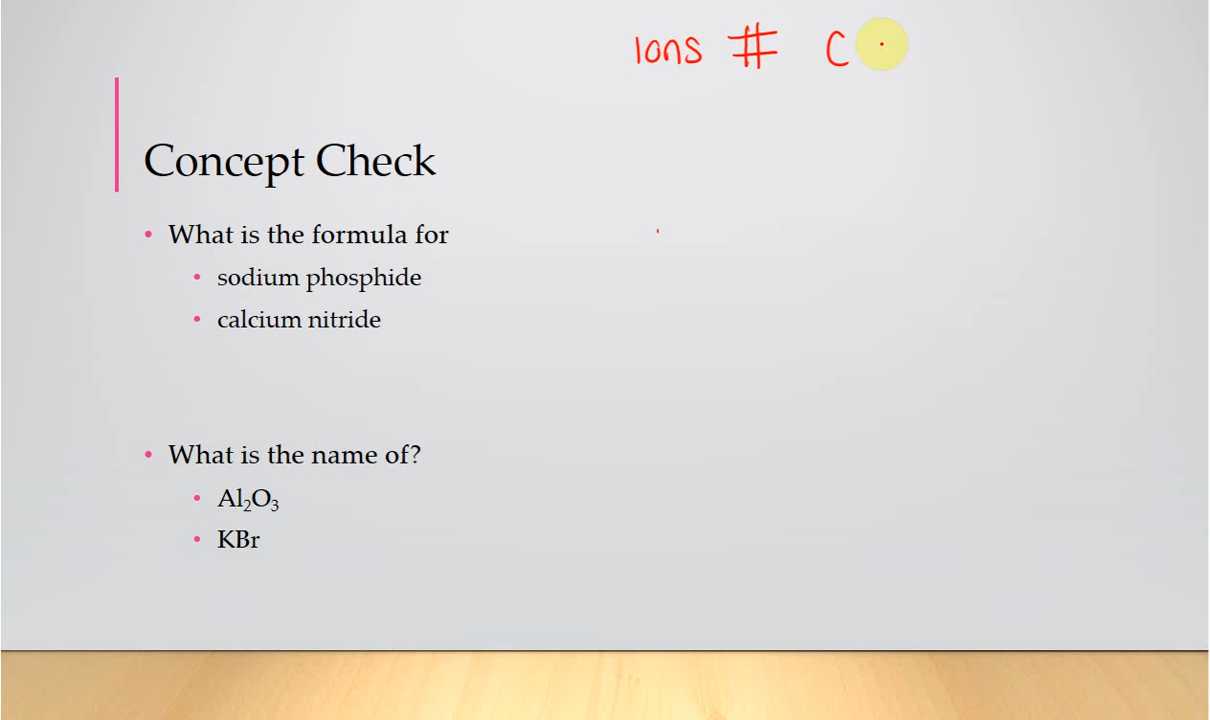 Ions # C
Concept Check
• What is the formula for
• sodium phosphide
• calcium nitride
• What is the name of?
• Al₂O₃
• KBr